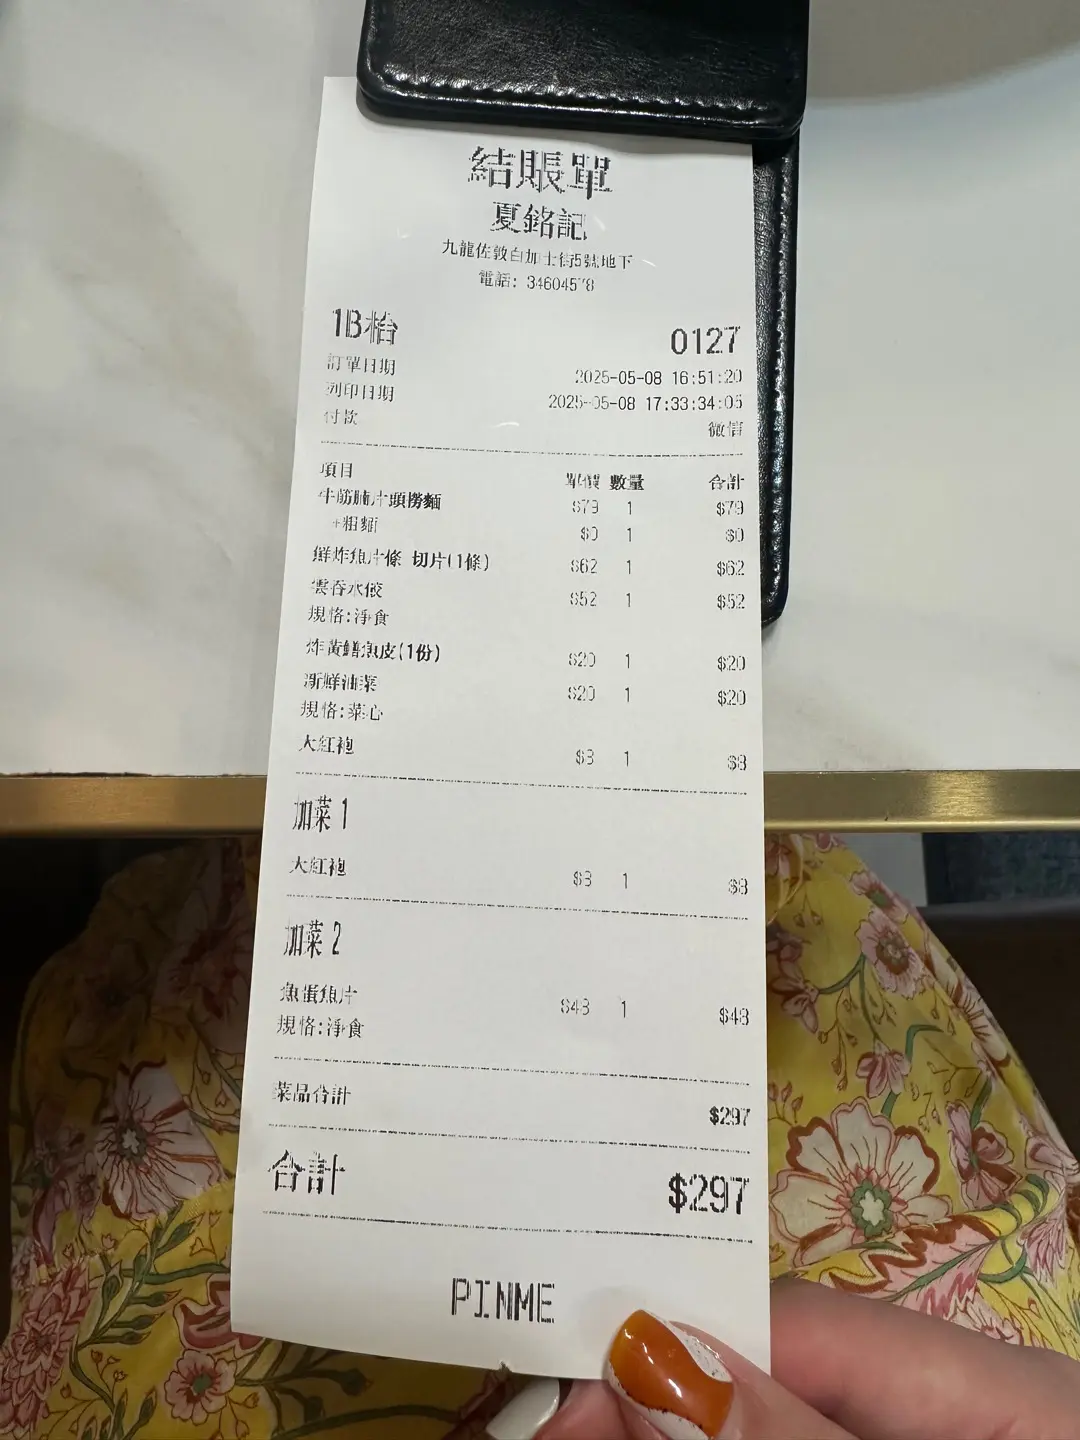 結賬單
夏銘記
九龍佐敦白加士街5號地下
電話: 34604578
1B枱 0127
訂單日期 2025-05-08 16:51:20
列印日期 2025-05-08 17:33:34:05
付款 微信
項目 單價 數量 合計
牛筋腩片頭撈麵 $79 1 $79
+粗麵 $0 1 $0
鮮炸魚片條 切片(1條) $62 1 $62
雲吞水餃 $52 1 $52
規格:淨食
炸黃鱔魚皮(1份) $20 1 $20
新鮮油菜 $20 1 $20
規格:菜心
大紅袍 $8 1 $8
加菜 1
大紅袍 $8 1 $8
加菜 2
魚蛋魚片 $48 1 $48
規格:淨食
菜品合計 $297
合計 $297
PINME